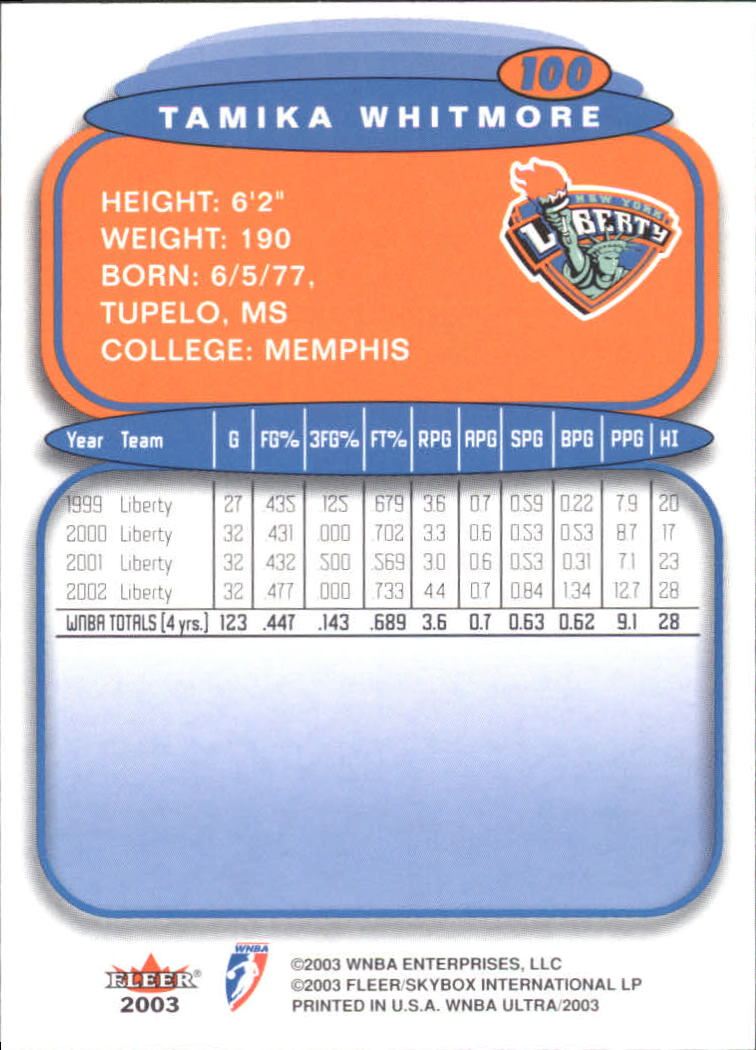 100
TAMIKA WHITMORE
HEIGHT: 6'2"
WEIGHT: 190
BORN: 6/5/77,
TUPELO, MS
COLLEGE: MEMPHIS
NEW YORK
LIBERTY
Year Team G FG% 3FG% FT% RPG APG SPG BPG PPG HI
1999 Liberty 27 .435 .125 .679 3.6 0.7 0.59 0.22 7.9 20
2000 Liberty 32 .431 .000 .702 3.3 0.6 0.53 0.53 8.7 17
2001 Liberty 32 .432 .500 .569 3.0 0.6 0.53 0.31 7.1 23
2002 Liberty 32 .477 .000 .733 4.4 0.7 0.84 1.34 12.7 28
WNBA TOTALS (4 yrs.) 123 .447 .143 .689 3.6 0.7 0.63 0.62 9.1 28
FLEER®
2003
WNBA
©2003 WNBA ENTERPRISES, LLC
©2003 FLEER/SKYBOX INTERNATIONAL LP
PRINTED IN U.S.A. WNBA ULTRA/2003